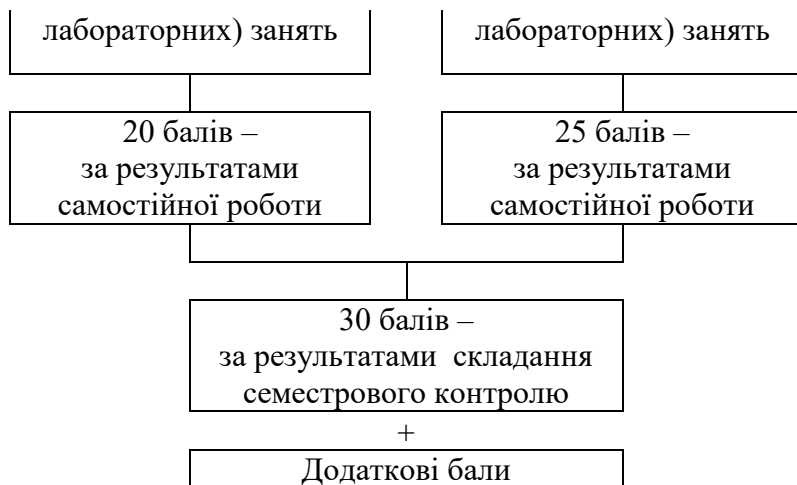 лабораторних) занять
лабораторних) занять
20 балів –
за результатами
самостійної роботи
25 балів –
за результатами
самостійної роботи
30 балів –
за результатами складання
семестрового контролю
+
Додаткові бали